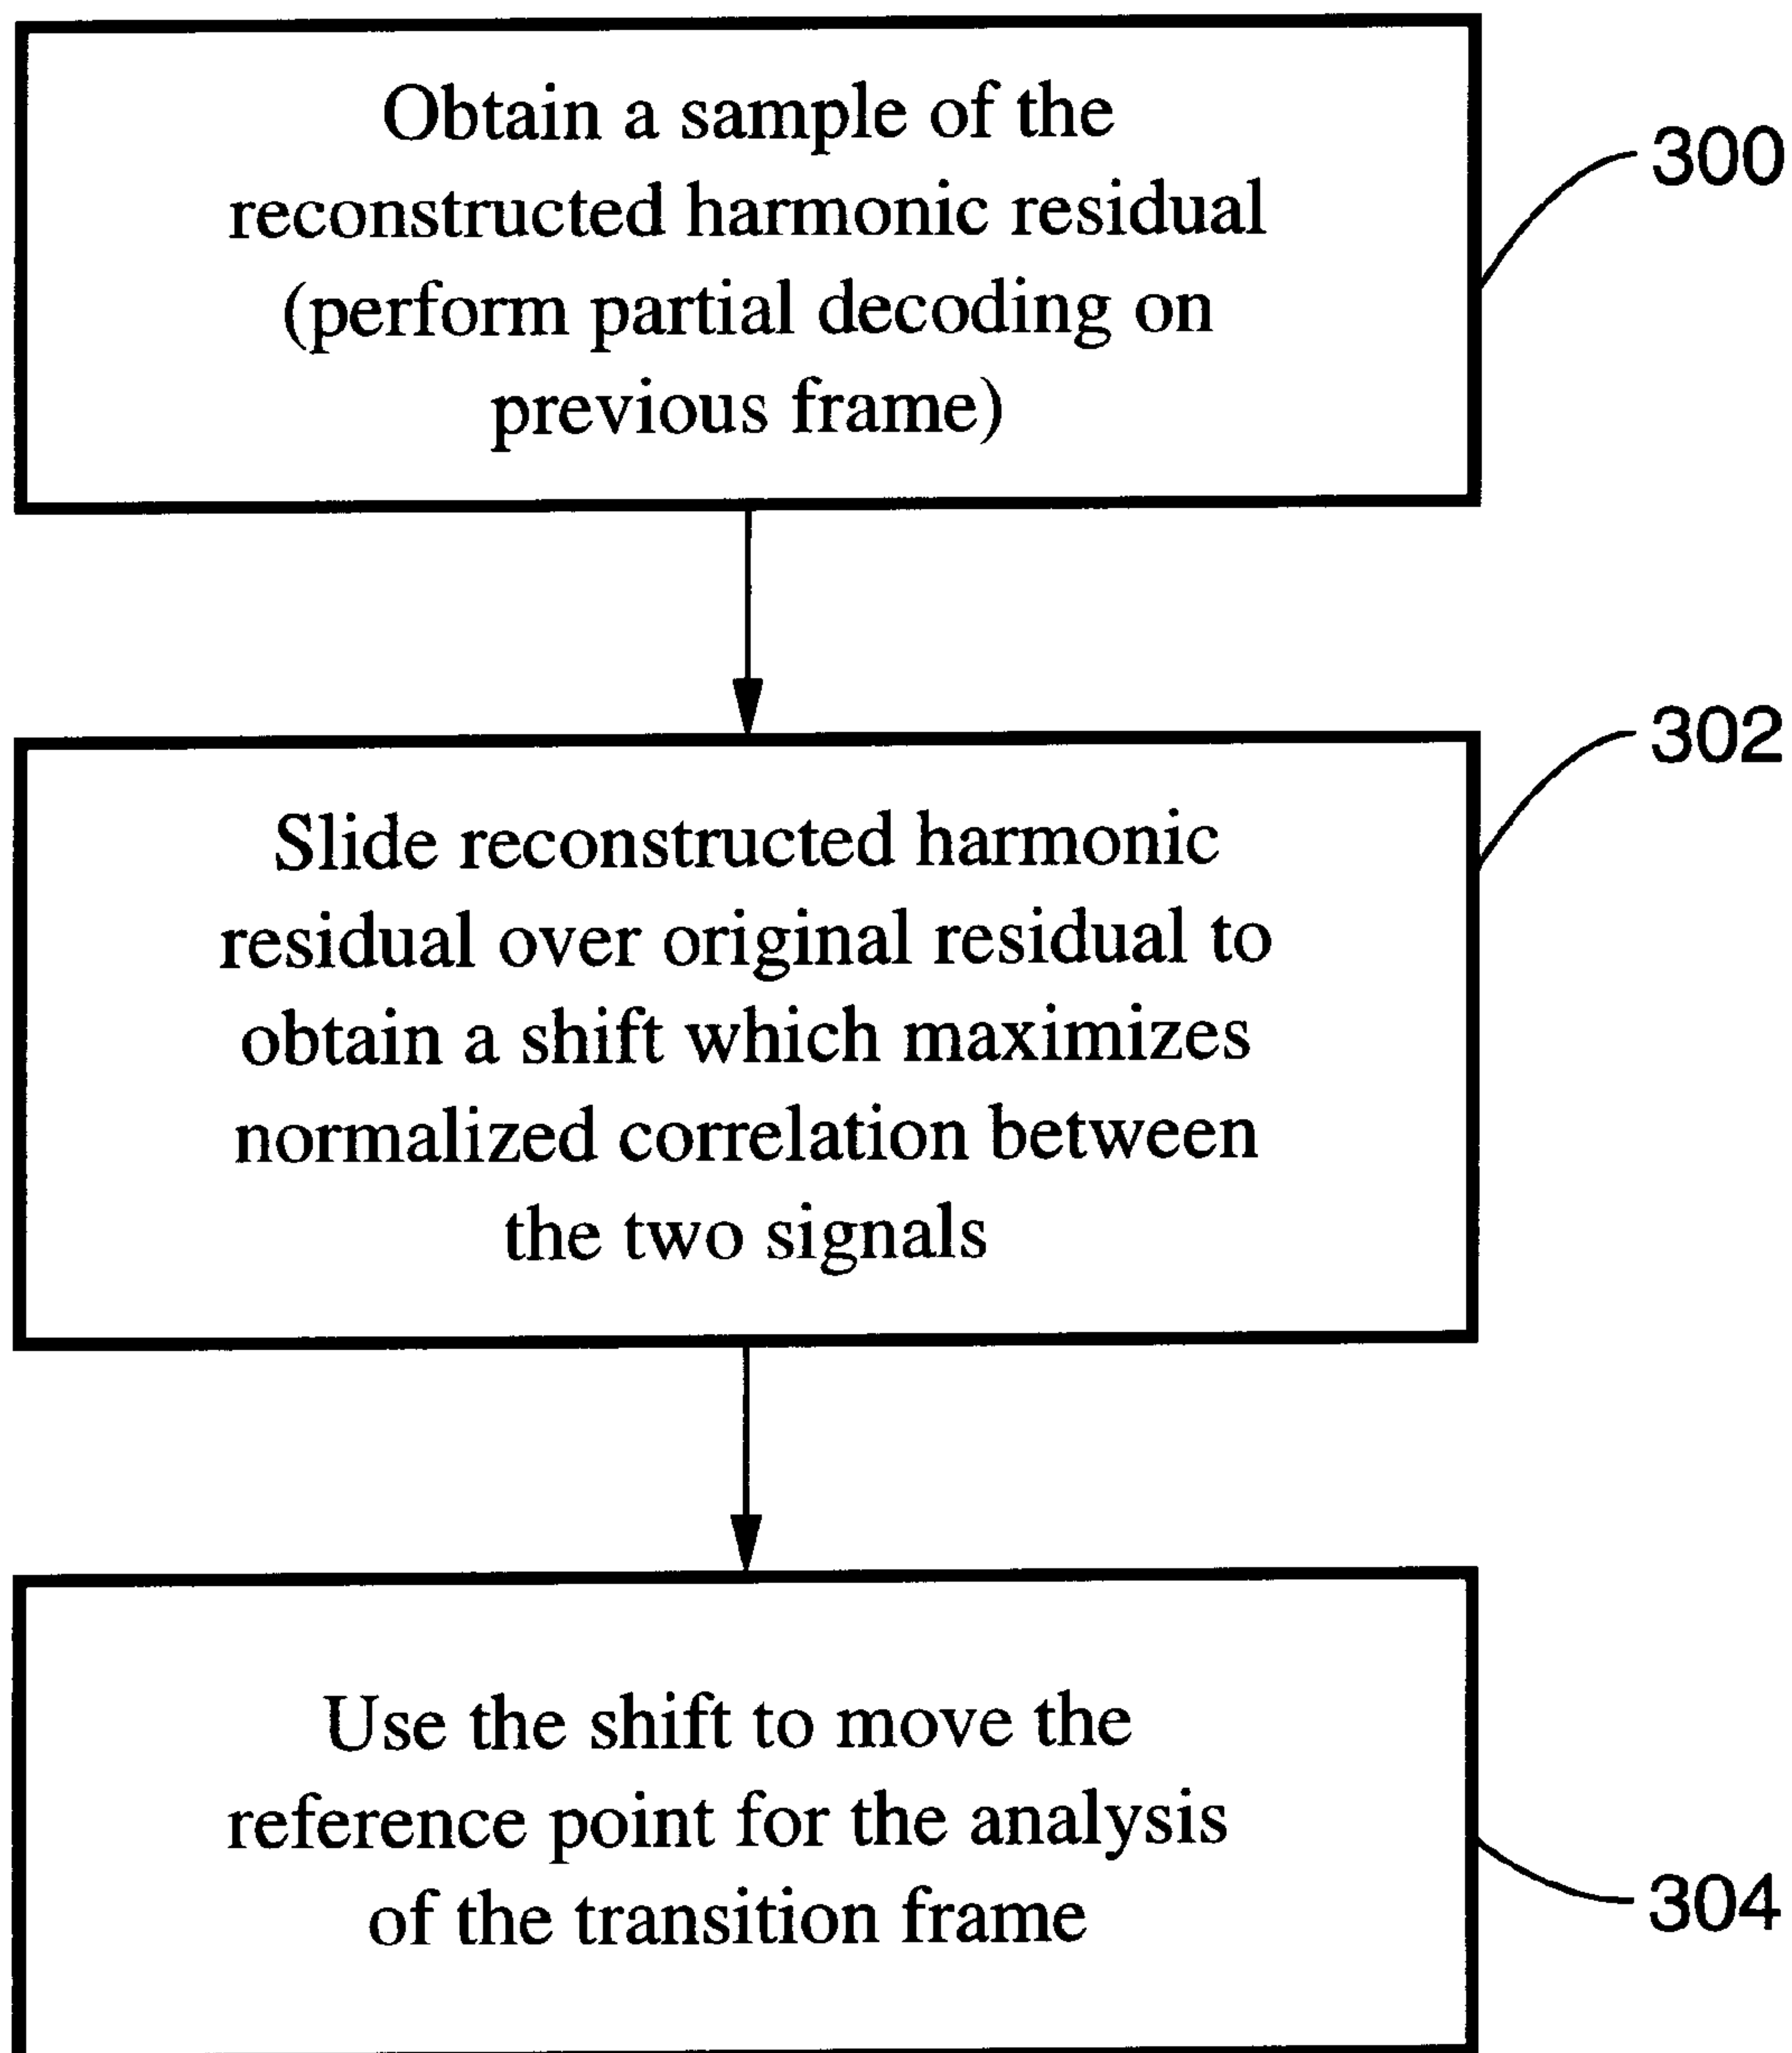 Obtain a sample of the
reconstructed harmonic residual
(perform partial decoding on
previous frame)
300
Slide reconstructed harmonic
residual over original residual to
obtain a shift which maximizes
normalized correlation between
the two signals
302
Use the shift to move the
reference point for the analysis
of the transition frame
304